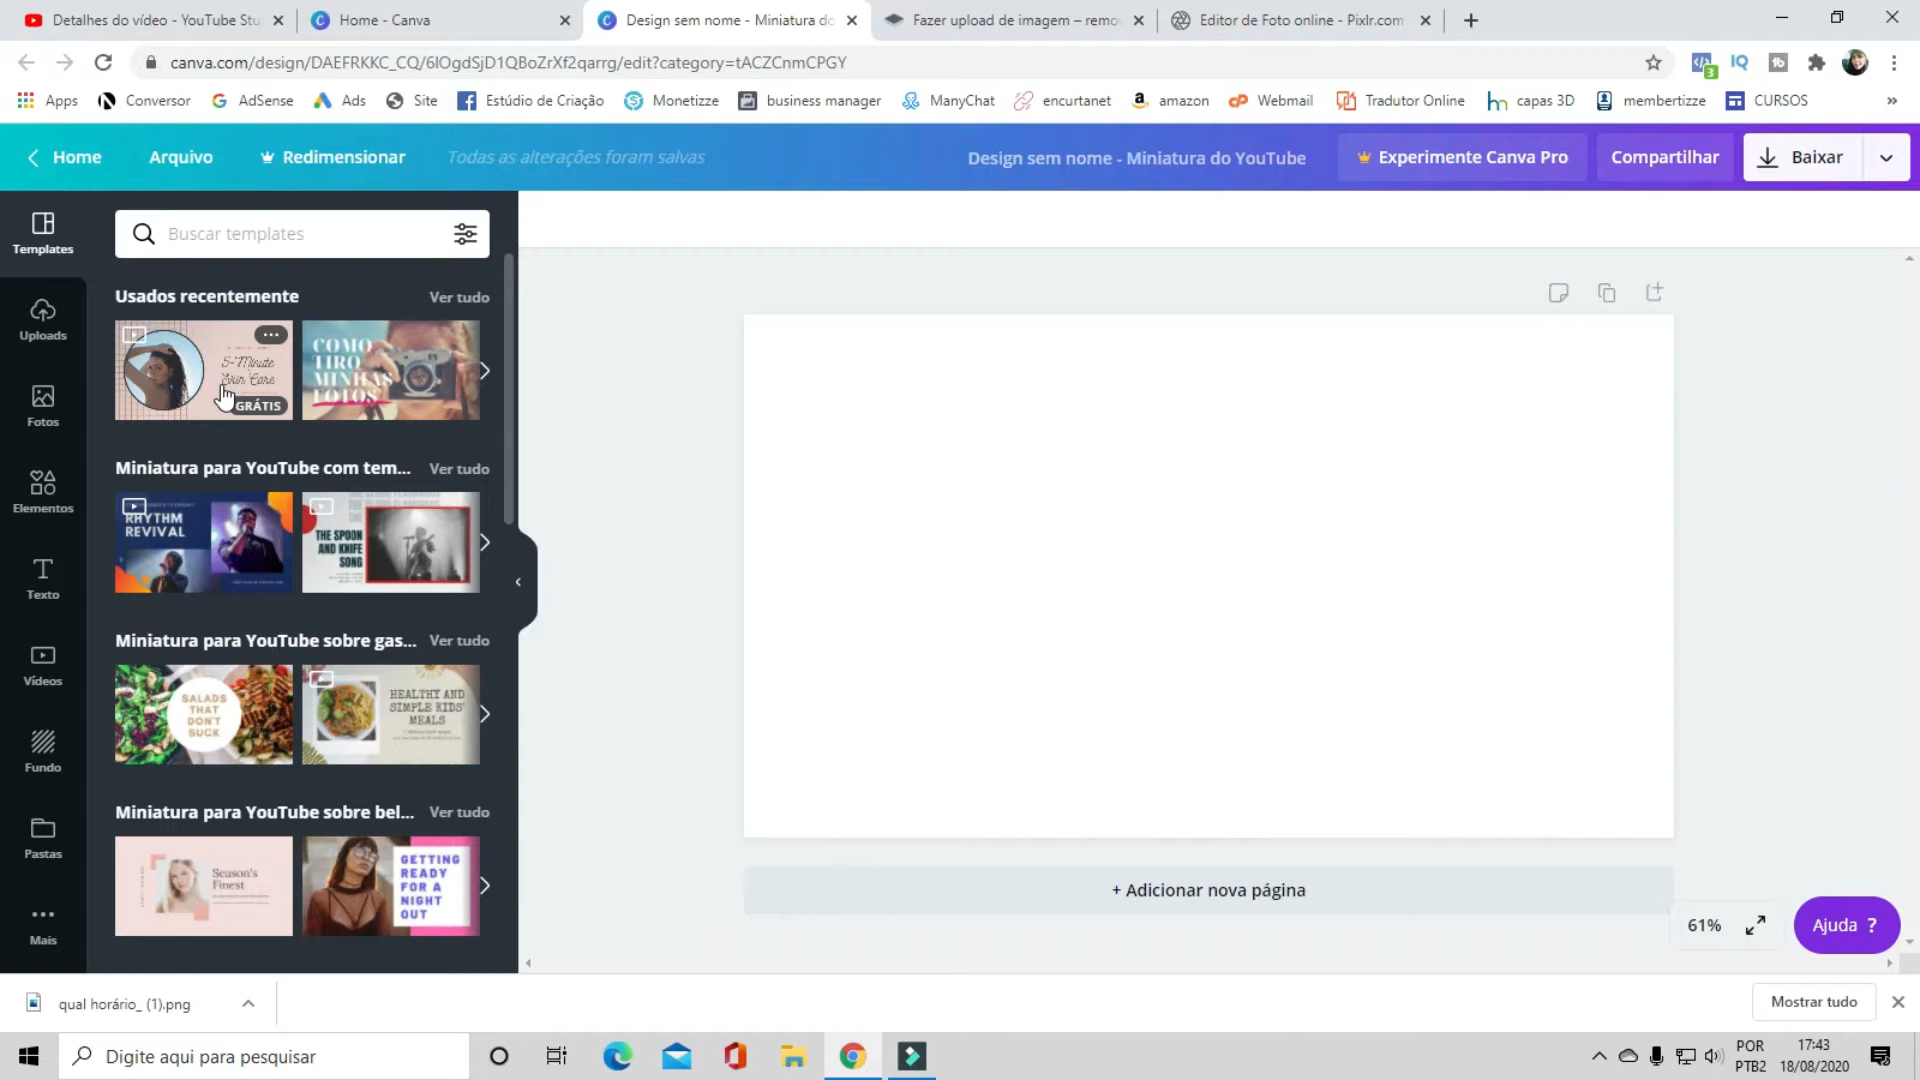 Detalhes do vídeo - YouTube Stu
Home - Canva
Design sem nome - Miniatura do
Fazer upload de imagem – remo
Editor de Foto online - Pixlr.com
canva.com/design/DAEFRKKC_CQ/6lOgdSjD1QBoZrXf2qarrg/edit?category=tACZCnmCPGY
3
IQ
Apps
Conversor
AdSense
Ads
Site
Estúdio de Criação
Monetizze
business manager
ManyChat
encurtanet
amazon
Webmail
Tradutor Online
capas 3D
membertizze
CURSOS
Home
Arquivo
Redimensionar
Todas as alterações foram salvas
Design sem nome - Miniatura do YouTube
Experimente Canva Pro
Compartilhar
Baixar
Templates
Uploads
Fotos
Elementos
Texto
Vídeos
Fundo
Pastas
Mais
Buscar templates
Usados recentemente
Ver tudo
5-Minute
Skin Care
GRÁTIS
COMO
TIRO
MINHAS
FOTOS
Miniatura para YouTube com tem...
Ver tudo
RHYTHM
REVIVAL
THE SPOON
AND KNIFE
SONG
Miniatura para YouTube sobre gas...
Ver tudo
SALADS
THAT
DON'T
SUCK
HEALTHY AND
SIMPLE KIDS'
MEALS
Miniatura para YouTube sobre bel...
Ver tudo
Season's
Finest
GETTING
READY
FOR A
NIGHT
OUT
+ Adicionar nova página
61%
Ajuda ?
qual horário_ (1).png
Mostrar tudo
Digite aqui para pesquisar
POR
PTB2
17:43
18/08/2020